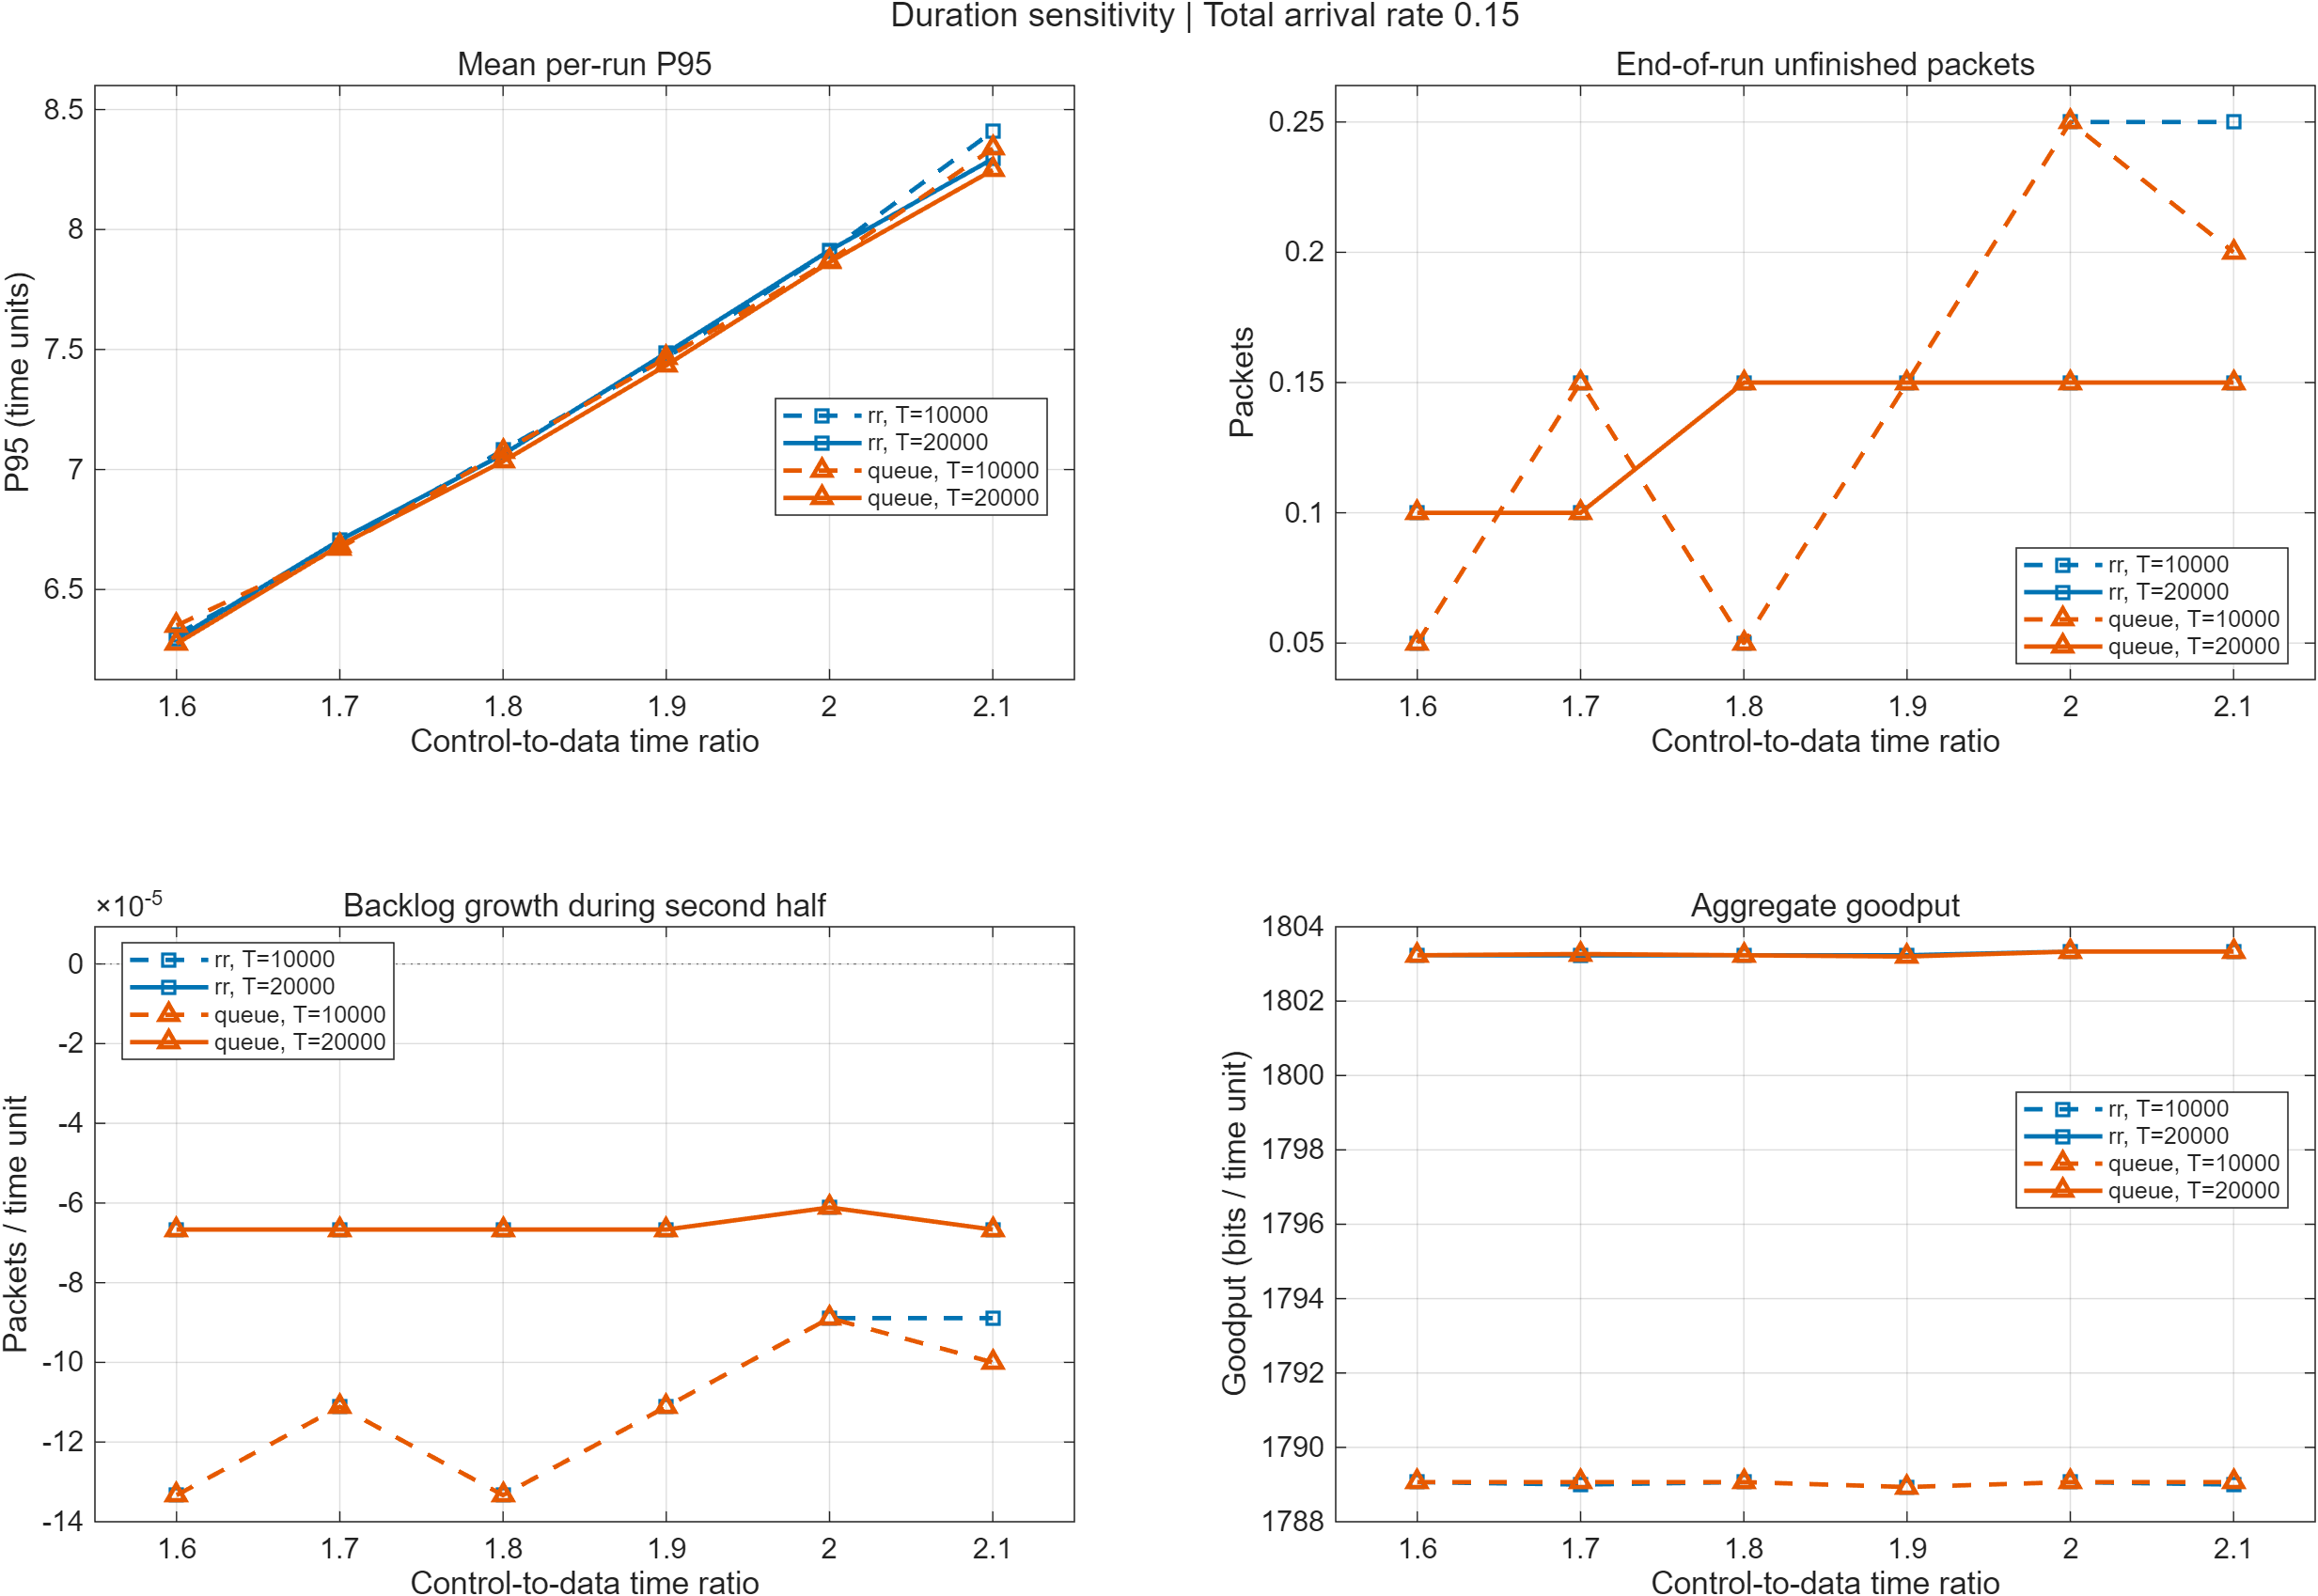 Duration sensitivity | Total arrival rate 0.15
Mean per-run P95
8.5
8
7.5
7
6.5
P95 (time units)
rr, T=10000
rr, T=20000
queue, T=10000
queue, T=20000
1.6 1.7 1.8 1.9 2 2.1
Control-to-data time ratio
End-of-run unfinished packets
0.25
0.2
0.15
0.1
0.05
Packets
rr, T=10000
rr, T=20000
queue, T=10000
queue, T=20000
1.6 1.7 1.8 1.9 2 2.1
Control-to-data time ratio
×10-5
Backlog growth during second half
0
-2
-4
-6
-8
-10
-12
-14
Packets / time unit
rr, T=10000
rr, T=20000
queue, T=10000
queue, T=20000
1.6 1.7 1.8 1.9 2 2.1
Control-to-data time ratio
Aggregate goodput
1804
1802
1800
1798
1796
1794
1792
1790
1788
Goodput (bits / time unit)
rr, T=10000
rr, T=20000
queue, T=10000
queue, T=20000
1.6 1.7 1.8 1.9 2 2.1
Control-to-data time ratio